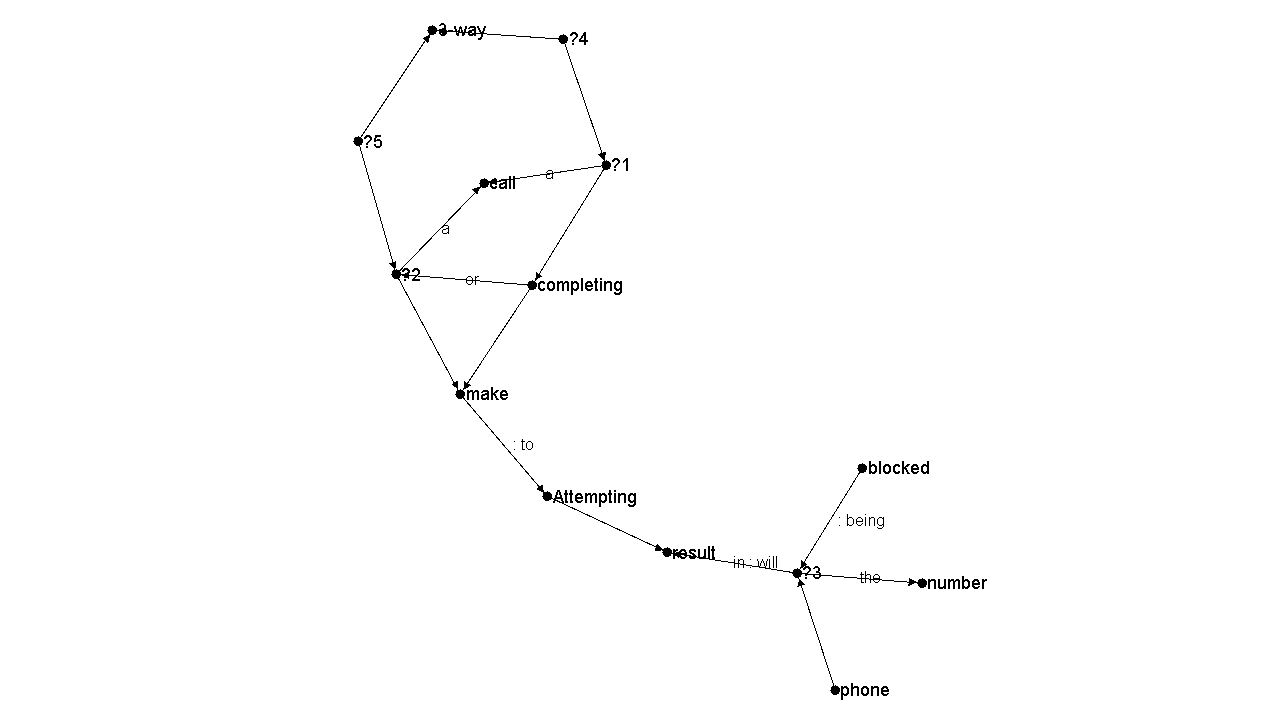 3-way
?4
?5
?1
call
a
a
?2
or
completing
make
: to
blocked
Attempting
: being
result
in : will
?3
the
number
phone